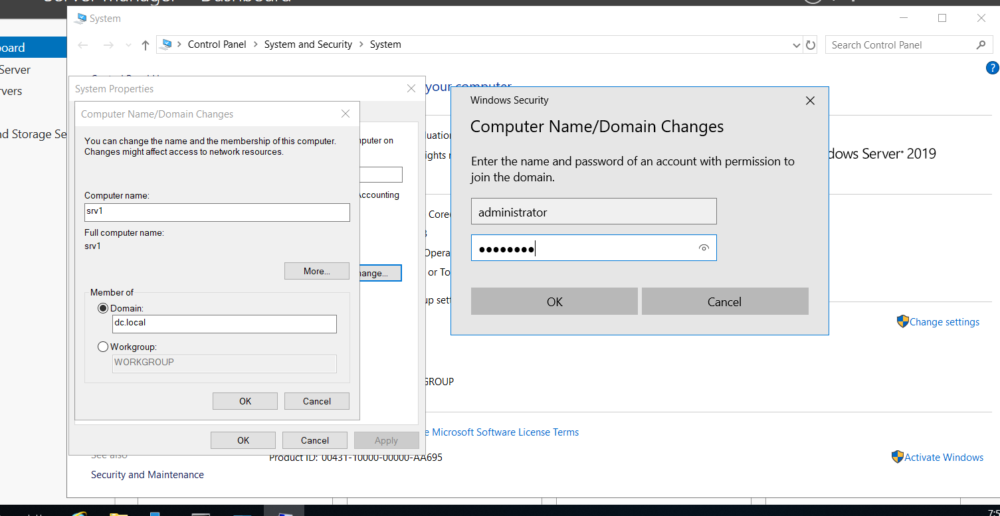 System
Control Panel > System and Security > System
Search Control Panel
oard
Server
vers
nd Storage Se
your computer
System Properties
Computer Name/Domain Changes
You can change the name and the membership of this computer.
Changes might affect access to network resources.
Computer name:
srv1
Full computer name:
srv1
More...
Member of
Domain:
dc.local
Workgroup:
WORKGROUP
OK Cancel
OK Cancel Apply
mputer on
Accounting
hange...
Windows Security
Computer Name/Domain Changes
Enter the name and password of an account with permission to
join the domain.
administrator
●●●●●●●●
OK Cancel
luation
ights r
dows Server 2019
Core
Opera
or To
up sett
Change settings
GROUP
e Microsoft Software License Terms
See also
Product ID: 00431-10000-00000-AA695
Activate Windows
Security and Maintenance